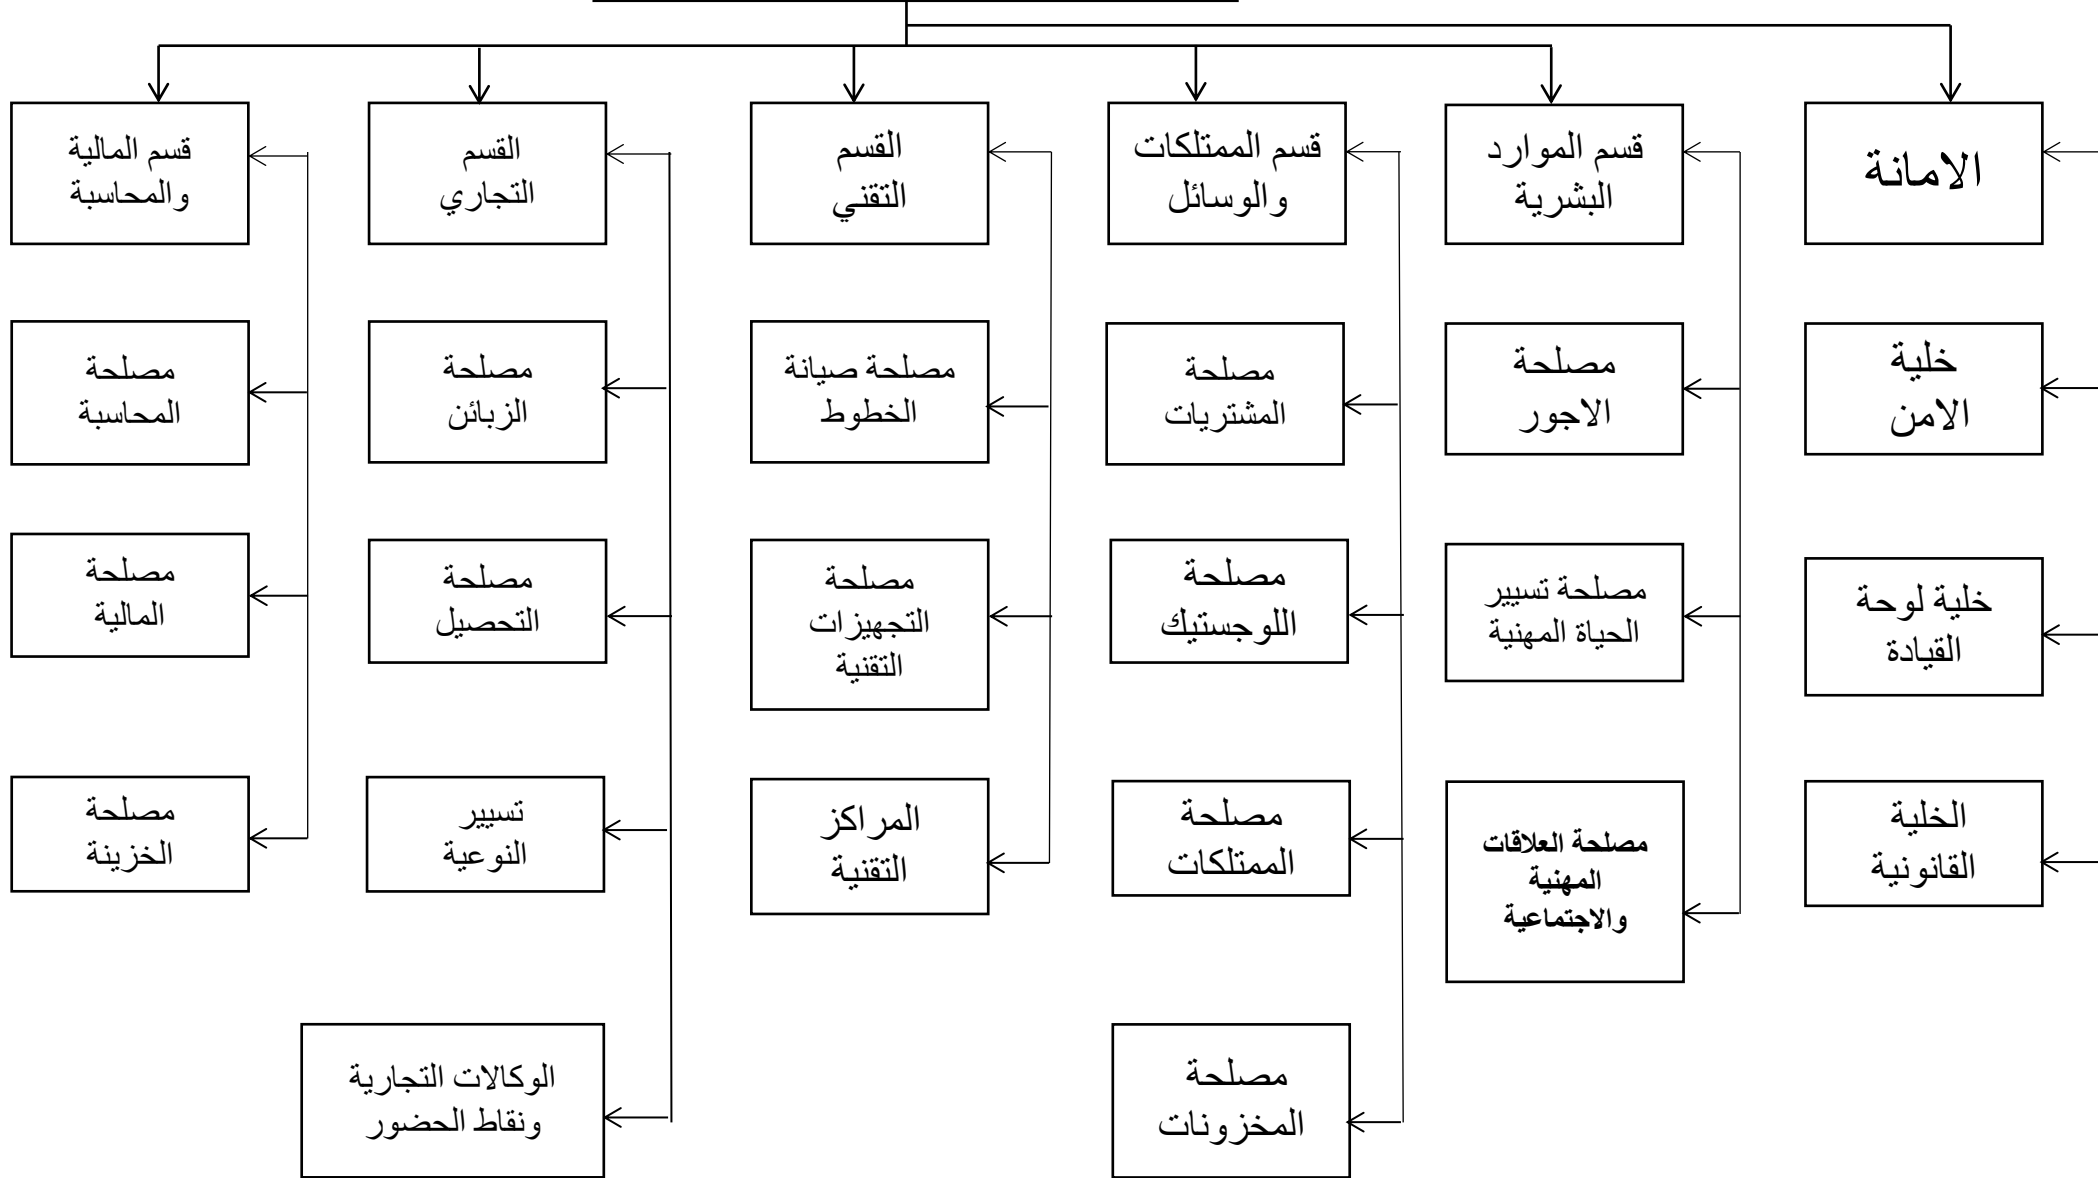 الامانة
قسم الموارد
البشرية
قسم الممتلكات
والوسائل
القسم
التقني
القسم
التجاري
قسم المالية
والمحاسبة
خلية
الامن
مصلحة
الاجور
مصلحة
المشتريات
مصلحة صيانة
الخطوط
مصلحة
الزبائن
مصلحة
المحاسبة
خلية لوحة
القيادة
مصلحة تسيير
الحياة المهنية
مصلحة
اللوجستيك
مصلحة
التجهيزات
التقنية
مصلحة
التحصيل
مصلحة
المالية
الخلية
القانونية
مصلحة العلاقات
المهنية
والاجتماعية
مصلحة
الممتلكات
المراكز
التقنية
تسيير
النوعية
مصلحة
الخزينة
مصلحة
المخزونات
الوكالات التجارية
ونقاط الحضور